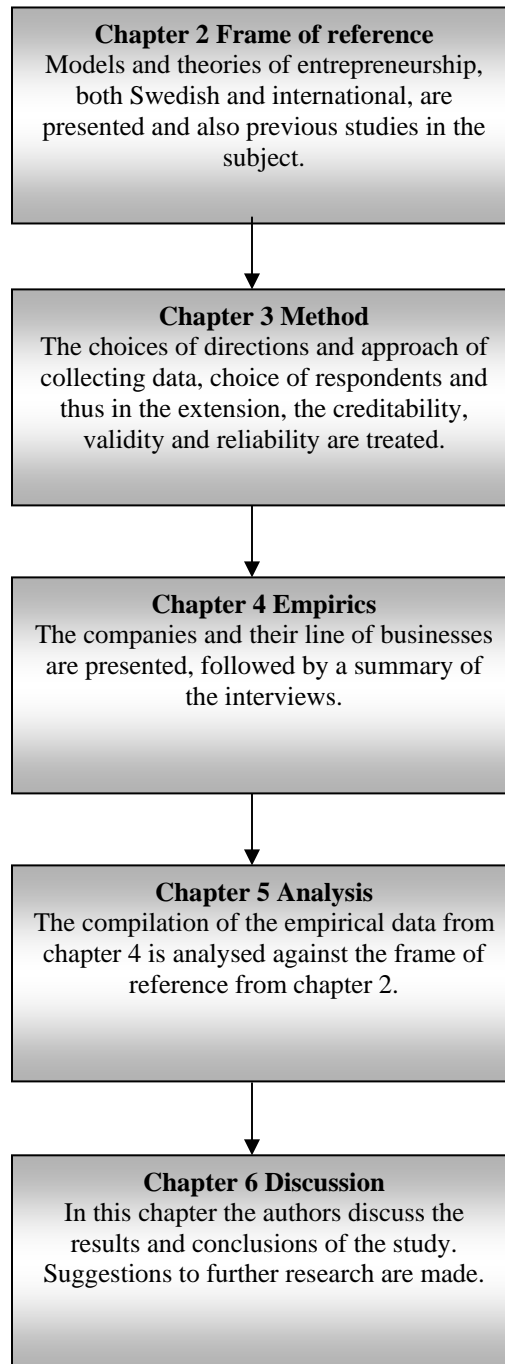 Chapter 2 Frame of reference
Models and theories of entrepreneurship,
both Swedish and international, are
presented and also previous studies in the
subject.
Chapter 3 Method
The choices of directions and approach of
collecting data, choice of respondents and
thus in the extension, the creditability,
validity and reliability are treated.
Chapter 4 Empirics
The companies and their line of businesses
are presented, followed by a summary of
the interviews.
Chapter 5 Analysis
The compilation of the empirical data from
chapter 4 is analysed against the frame of
reference from chapter 2.
Chapter 6 Discussion
In this chapter the authors discuss the
results and conclusions of the study.
Suggestions to further research are made.